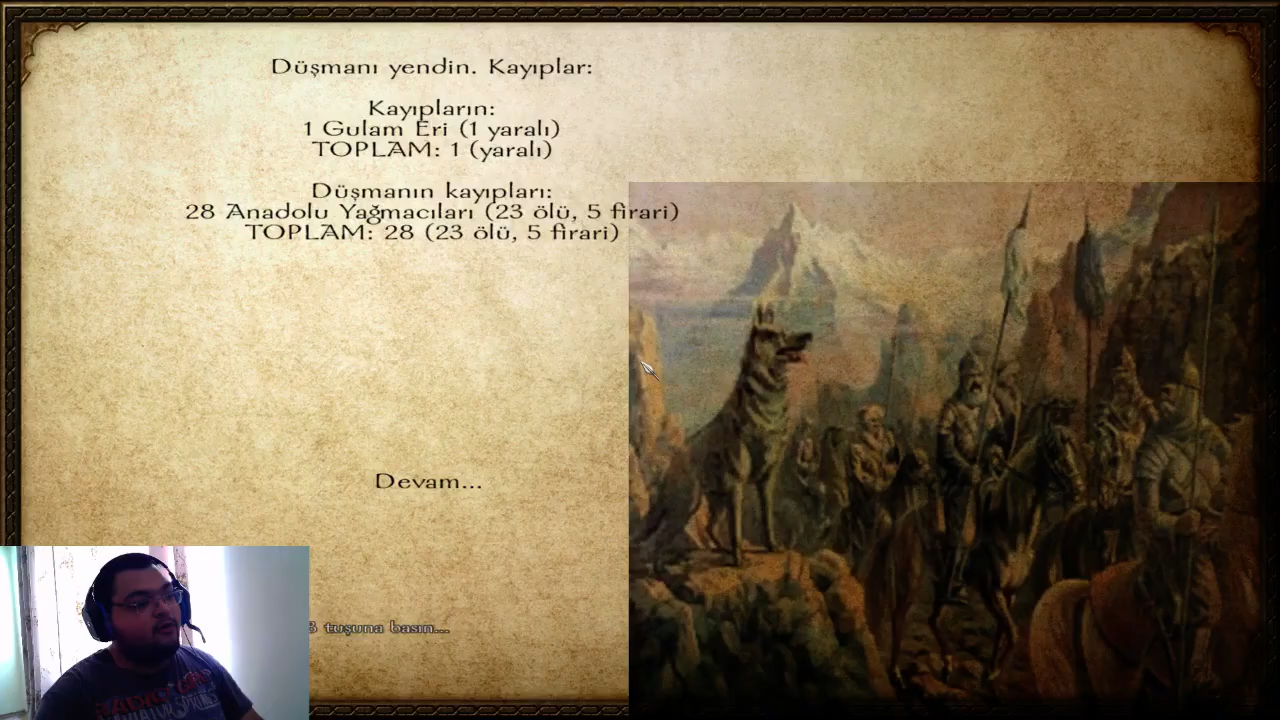 Düşmanı yendin. Kayıplar:
Kayıpların:
1 Gulam Eri (1 yaralı)
TOPLAM: 1 (yaralı)
Düşmanın kayıpları:
28 Anadolu Yağmacıları (23 ölü, 5 firari)
TOPLAM: 28 (23 ölü, 5 firari)
Devam...
tuşuna basın...